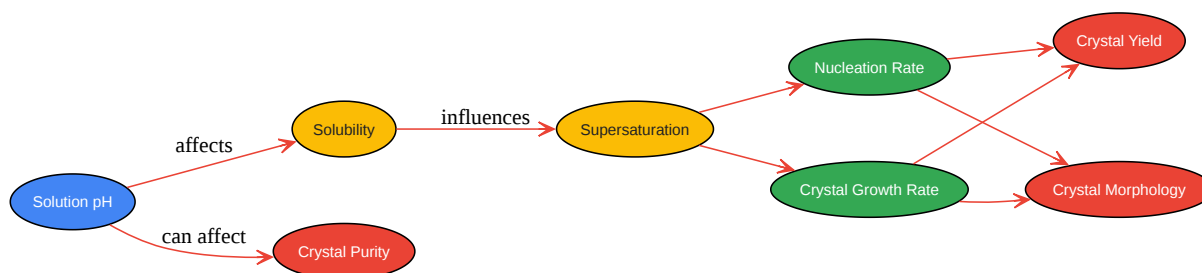 Crystal Yield
Nucleation Rate
influences
Solubility
Supersaturation
affects
Solution pH
Crystal Growth Rate
Crystal Morphology
can affect
Crystal Purity